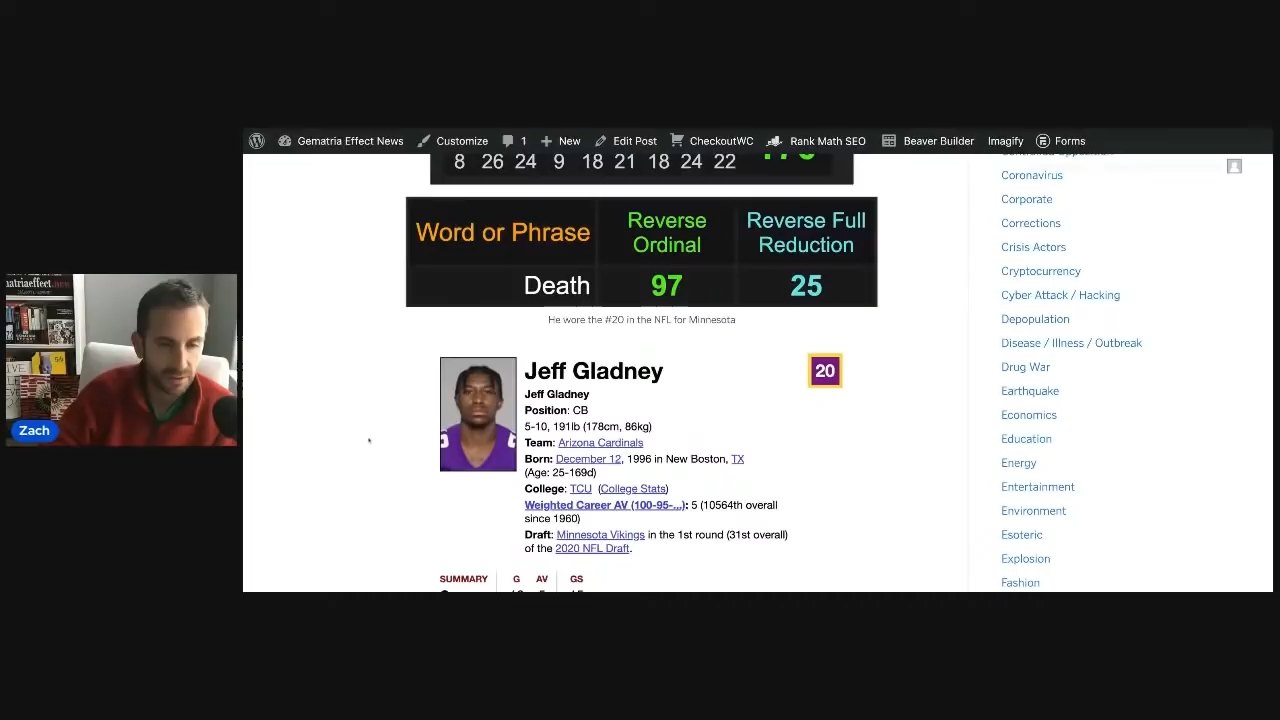 Gematria Effect News Customize 1 New Edit Post CheckoutWC Rank Math SEO Beaver Builder Imagify Forms
8 26 24 9 18 21 18 24 22
Word or Phrase
Reverse Ordinal
Reverse Full Reduction
Death 97 25
He wore the #20 in the NFL for Minnesota
Jeff Gladney
20
Jeff Gladney
Position: CB
5-10, 191lb (178cm, 86kg)
Team: Arizona Cardinals
Born: December 12, 1996 in New Boston, TX
(Age: 25-169d)
College: TCU (College Stats)
Weighted Career AV (100-95-...): 5 (10564th overall
since 1960)
Draft: Minnesota Vikings in the 1st round (31st overall)
of the 2020 NFL Draft.
SUMMARY G AV GS
Coronavirus
Corporate
Corrections
Crisis Actors
Cryptocurrency
Cyber Attack / Hacking
Depopulation
Disease / Illness / Outbreak
Drug War
Earthquake
Economics
Education
Energy
Entertainment
Environment
Esoteric
Explosion
Fashion
Zach